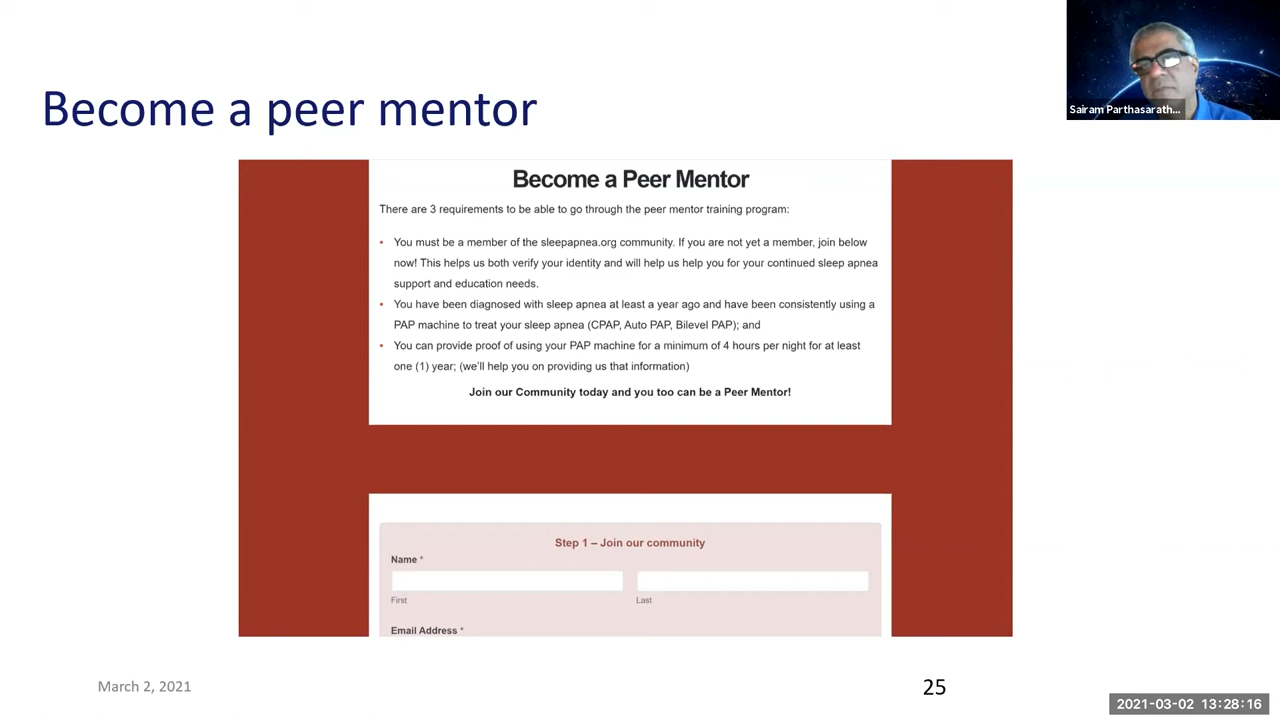 Become a peer mentor
Sairam Parthasarath...
Become a Peer Mentor
There are 3 requirements to be able to go through the peer mentor training program:
• You must be a member of the sleepapnea.org community. If you are not yet a member, join below
now! This helps us both verify your identity and will help us help you for your continued sleep apnea
support and education needs.
• You have been diagnosed with sleep apnea at least a year ago and have been consistently using a
PAP machine to treat your sleep apnea (CPAP, Auto PAP, Bilevel PAP); and
• You can provide proof of using your PAP machine for a minimum of 4 hours per night for at least
one (1) year; (we'll help you on providing us that information)
Join our Community today and you too can be a Peer Mentor!
Step 1 – Join our community
Name *
First Last
Email Address *
March 2, 2021 25
2021-03-02 13:28:16